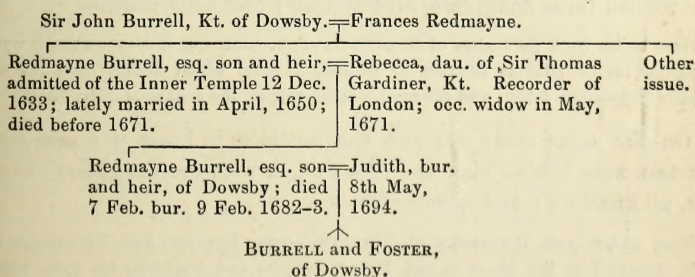 Sir John Burrell, Kt. of Dowsby.=Frances Redmayne.
Redmayne Burrell, esq. son and heir,=Rebecca, dau. of Sir Thomas Other
admitted of the Inner Temple 12 Dec. Gardiner, Kt. Recorder of issue.
1633; lately married in April, 1650; London; occ. widow in May,
died before 1671. 1671.
Redmayne Burrell, esq. son=Judith, bur.
and heir, of Dowsby; died 8th May,
7 Feb. bur. 9 Feb. 1682-3. 1694.
BURRELL and FOSTER,
of Dowsby.